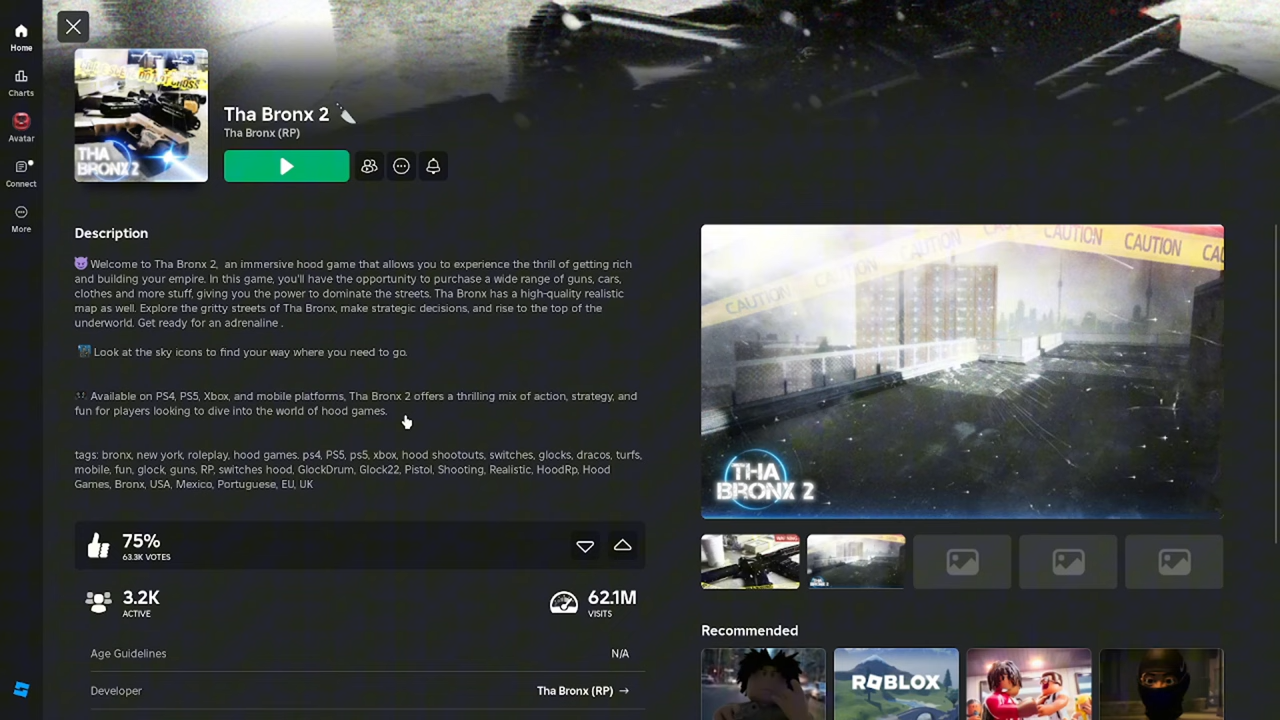 Home
Charts
Avatar
Connect
More
THA
BRONX 2
Tha Bronx 2
Tha Bronx (RP)
Description
Welcome to Tha Bronx 2, an immersive hood game that allows you to experience the thrill of getting rich
and building your empire. In this game, you'll have the opportunity to purchase a wide range of guns, cars,
clothes and more stuff, giving you the power to dominate the streets. Tha Bronx has a high-quality realistic
map as well. Explore the gritty streets of Tha Bronx, make strategic decisions, and rise to the top of the
underworld. Get ready for an adrenaline .
Look at the sky icons to find your way where you need to go.
Available on PS4, PS5, Xbox, and mobile platforms, Tha Bronx 2 offers a thrilling mix of action, strategy, and
fun for players looking to dive into the world of hood games.
tags: bronx, new york, roleplay, hood games, ps4, PS5, ps5, xbox, hood shootouts, switches, glocks, dracos, turfs,
mobile, fun, glock, guns, RP, switches hood, GlockDrum, Glock22, Pistol, Shooting, Realistic, HoodRp, Hood
Games, Bronx, USA, Mexico, Portuguese, EU, UK
75%
63.3K VOTES
3.2K
ACTIVE
62.1M
VISITS
Age Guidelines
N/A
Developer
Tha Bronx (RP) →
CAUTION CAUTION CAUTION CAUTION CAUTION
THA
BRONX 2
Recommended
ROBLOX